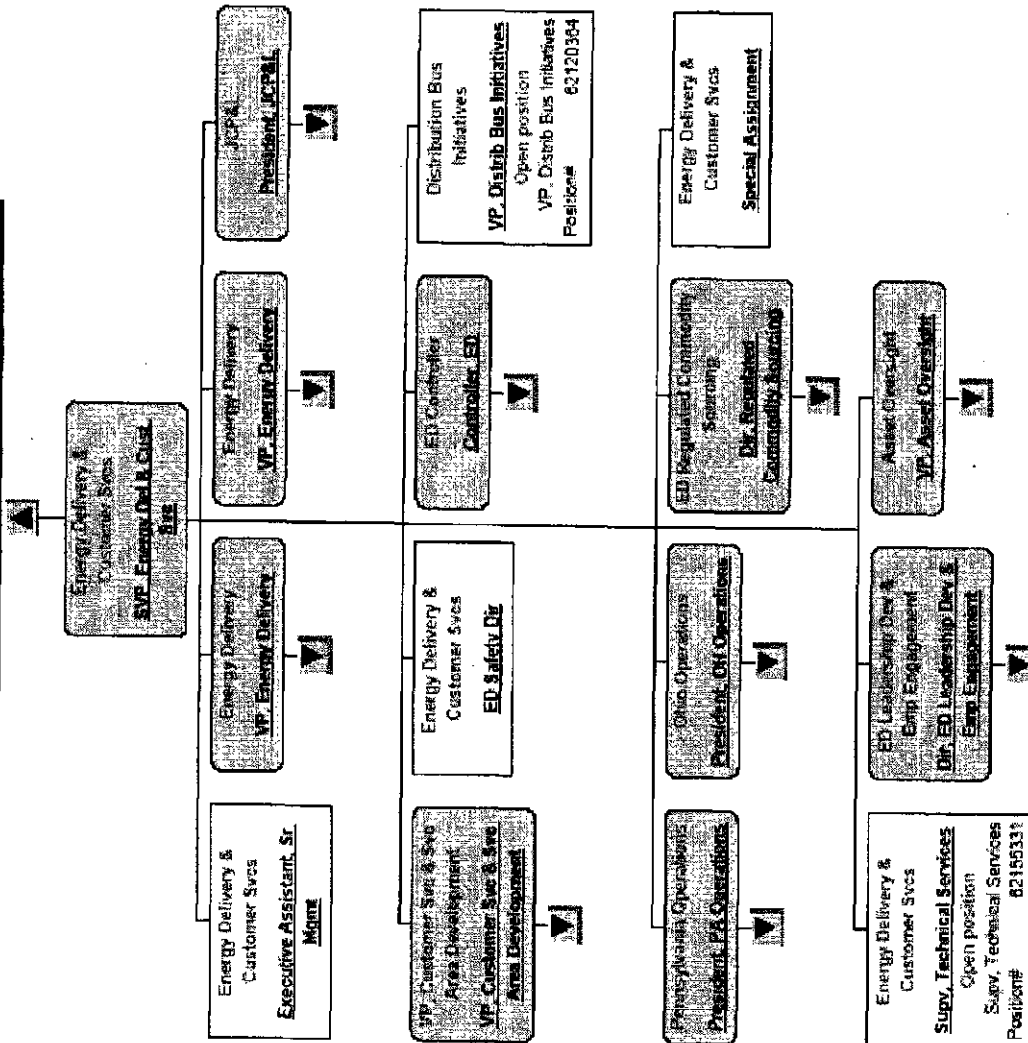 Energy Delivery &
Customer Svcs
SVP, Energy Del & Cust
Svc
Energy Delivery &
Customer Svcs
Executive Assistant, Sr
Mgmt
Energy Delivery
VP, Energy Delivery
Energy Delivery
VP, Energy Delivery
JCP&L
President, JCP&L
VP Customer Svc & Svc
Area Development
VP Customer Svc & Svc
Area Development
Energy Delivery &
Customer Svcs
ED Safety Dir
ED Controller
Controller, ED
Distribution Bus
Initiatives
VP, Distrib Bus Initiatives
Open position
VP, Distrib Bus Initiatives
Position# 62120364
Pennsylvania Operations
President, PA Operations
Ohio Operations
President, OH Operations
ED Regulated Commodity
Sourcing
Dir, Regulated
Commodity Sourcing
Energy Delivery &
Customer Svcs
Special Assignment
Energy Delivery &
Customer Svcs
Supv, Technical Services
Open position
Supv, Technical Services
Position# 62155331
ED Leadership Dev &
Emp Engagement
Dir, ED Leadership Dev &
Emp Engagement
Asset Oversight
VP, Asset Oversight